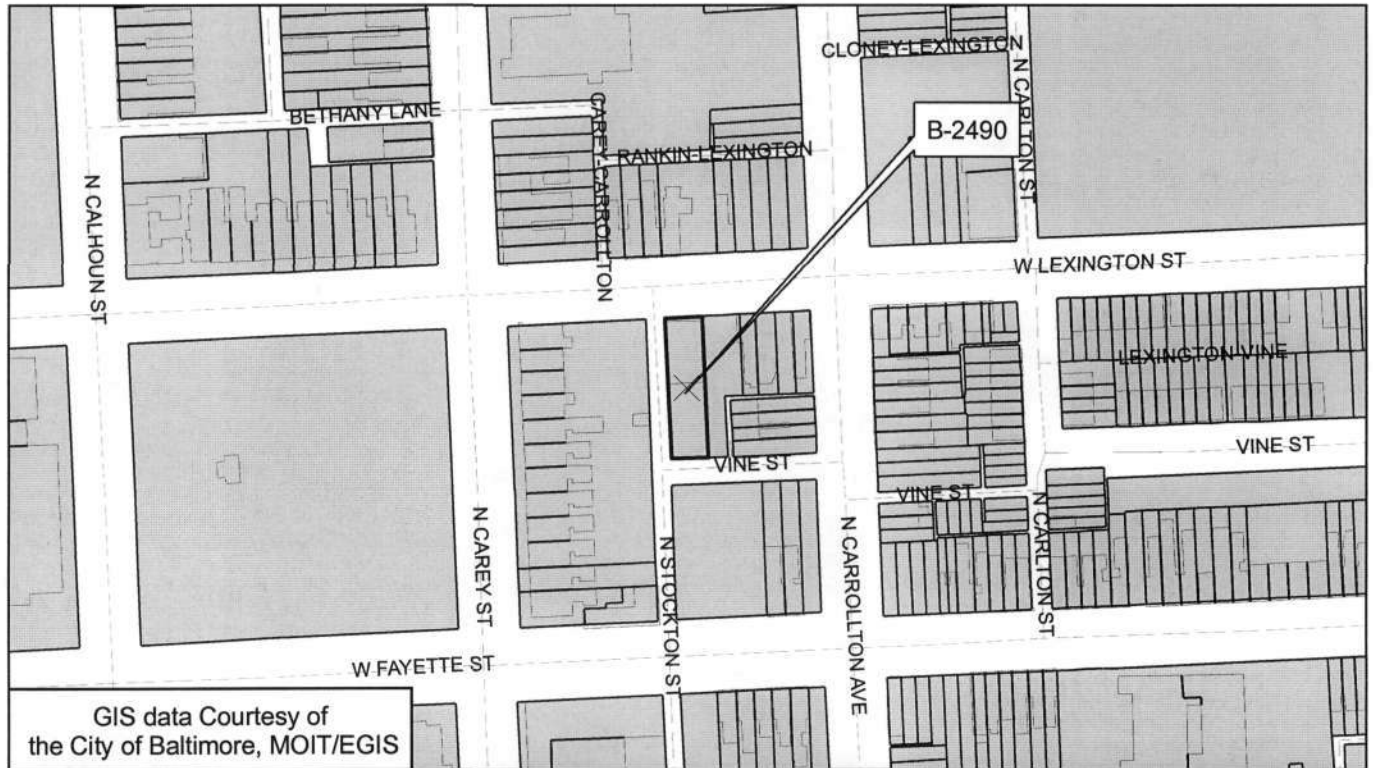 CLONEY-LEXINGTON
BETHANY LANE
CAREY-CARROLLTON
B-2490
N CARLTON ST
RANKIN-LEXINGTON
N CALHOUN ST
W LEXINGTON ST
LEXINGTON-VINE
VINE ST
VINE ST
VINE ST
N CAREY ST
N STOCKTON ST
N CARROLLTON AVE
N CARLTON ST
W FAYETTE ST
GIS data Courtesy of
the City of Baltimore, MOIT/EGIS